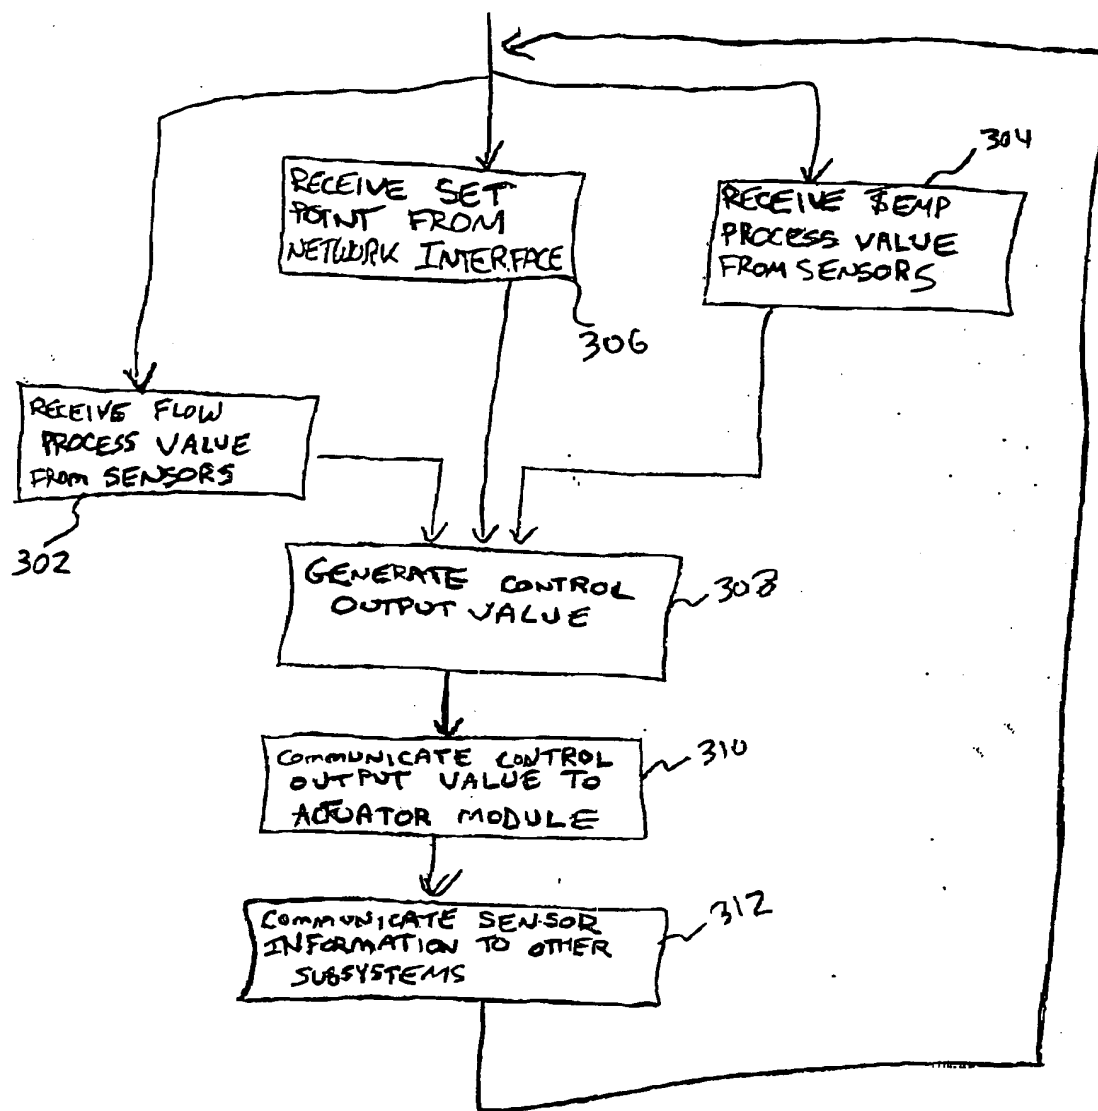 304
RECEIVE SET
POINT FROM
NETWORK INTERFACE
306
RECEIVE TEMP
PROCESS VALUE
FROM SENSORS
RECEIVE FLOW
PROCESS VALUE
FROM SENSORS
302
GENERATE CONTROL
OUTPUT VALUE
308
COMMUNICATE CONTROL
OUTPUT VALUE TO
ACTUATOR MODULE
310
COMMUNICATE SENSOR
INFORMATION TO OTHER
SUBSYSTEMS
312